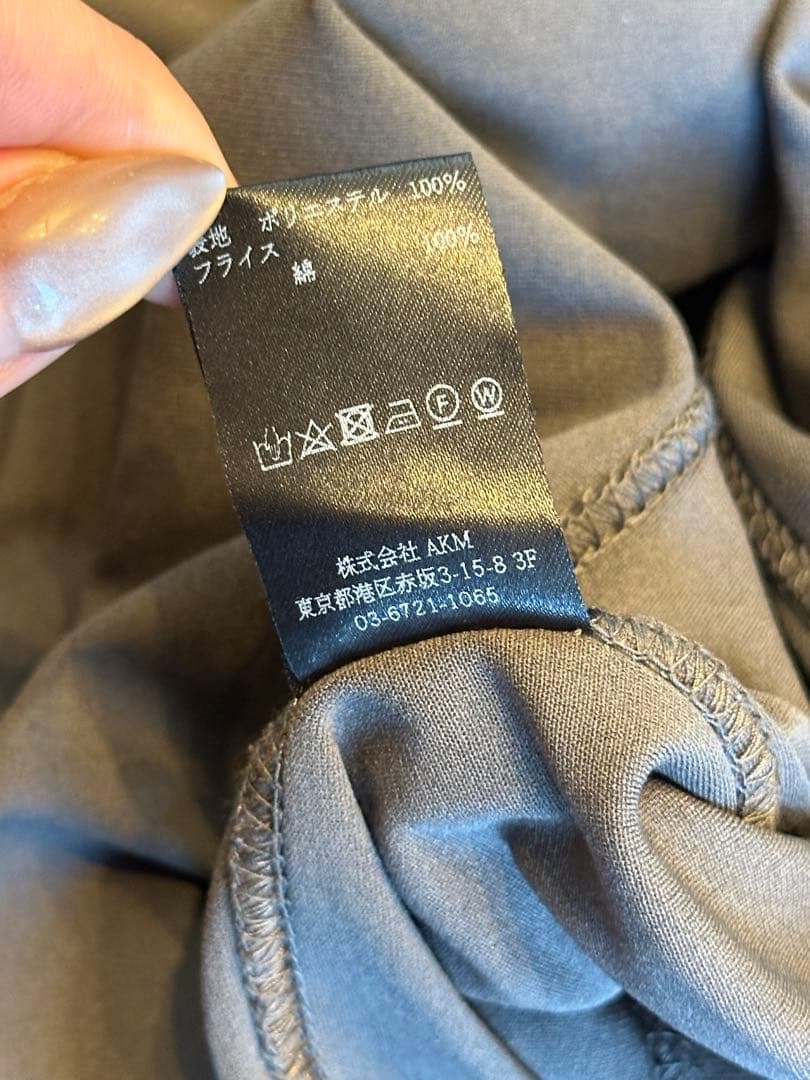 表地 ポリエステル 100%
フライス 綿 100%
F W
株式会社 AKM
東京都港区赤坂3-15-8 3F
03-6721-1065